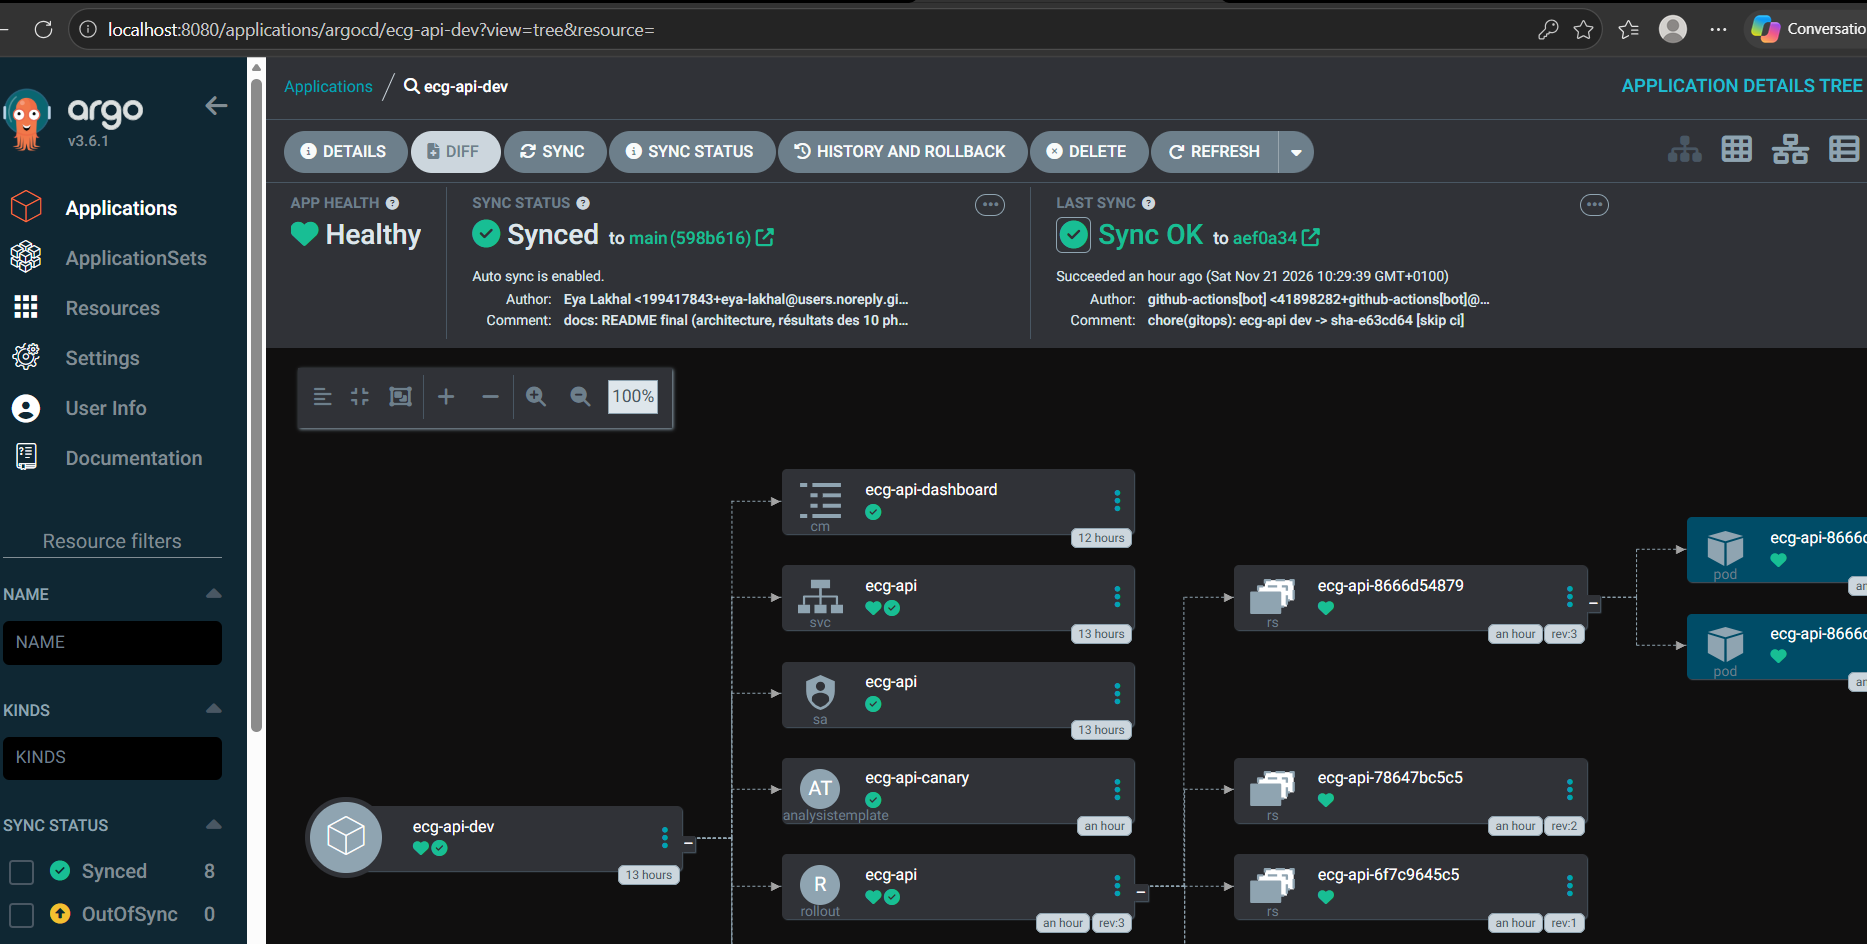 localhost:8080/applications/argocd/ecg-api-dev?view=tree&resource=
Conversatio
argo
v3.6.1
Applications
ApplicationSets
Resources
Settings
User Info
Documentation
Resource filters
NAME
NAME
KINDS
KINDS
SYNC STATUS
Synced 8
OutOfSync 0
Applications / ecg-api-dev
APPLICATION DETAILS TREE
DETAILS DIFF SYNC SYNC STATUS HISTORY AND ROLLBACK DELETE REFRESH
APP HEALTH
Healthy
SYNC STATUS
Synced to main (598b616)
Auto sync is enabled.
Author: Eya Lakhal <199417843+eya-lakhal@users.noreply.gi...
Comment: docs: README final (architecture, résultats des 10 ph...
LAST SYNC
Sync OK to aef0a34
Succeeded an hour ago (Sat Nov 21 2026 10:29:39 GMT+0100)
Author: github-actions[bot] <41898282+github-actions[bot]@...
Comment: chore(gitops): ecg-api dev -> sha-e63cd64 [skip ci]
100%
ecg-api-dev
13 hours
ecg-api-dashboard
cm
12 hours
ecg-api
svc
13 hours
ecg-api
sa
13 hours
AT
ecg-api-canary
analysistemplate
an hour
R
ecg-api
rollout
an hour rev:3
ecg-api-8666d54879
rs
an hour rev:3
ecg-api-78647bc5c5
rs
an hour rev:2
ecg-api-6f7c9645c5
rs
an hour rev:1
ecg-api-8666
pod
an
ecg-api-8666
pod
an